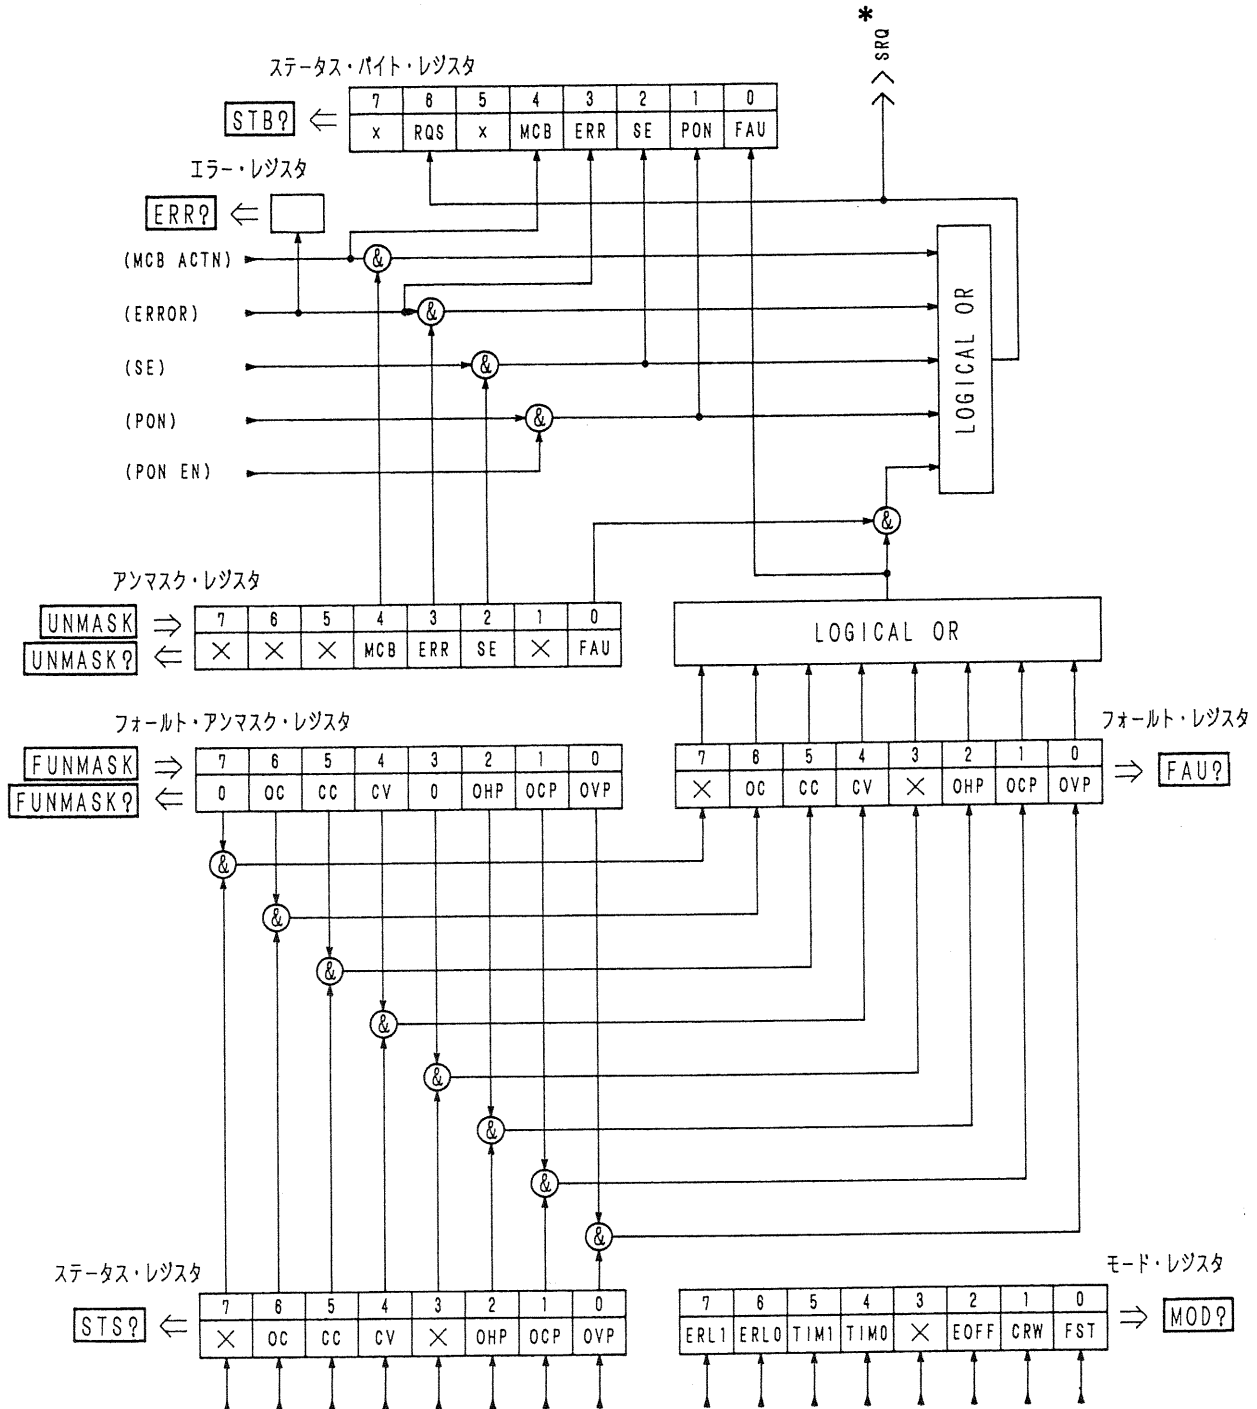 *
SRQ
ステータス・バイト・レジスタ
7 6 5 4 3 2 1 0
STB? ⇐ × RQS × MCB ERR SE PON FAU
エラー・レジスタ
ERR? ⇐
(MCB ACTN) &
(ERROR) &
(SE) &
(PON) &
(PON EN)
LOGICAL OR
&
アンマスク・レジスタ
UNMASK ⇒ 7 6 5 4 3 2 1 0
UNMASK? ⇐ × × × MCB ERR SE × FAU
LOGICAL OR
フォールト・アンマスク・レジスタ
FUNMASK ⇒ 7 6 5 4 3 2 1 0
FUNMASK? ⇐ 0 OC CC CV 0 OHP OCP OVP
フォールト・レジスタ
7 6 5 4 3 2 1 0
× OC CC CV × OHP OCP OVP ⇒ FAU?
&
&
&
&
&
&
&
&
ステータス・レジスタ
7 6 5 4 3 2 1 0
STS? ⇐ × OC CC CV × OHP OCP OVP
モード・レジスタ
7 6 5 4 3 2 1 0
ERL1 ERL0 TIM1 TIM0 × EOFF CRW FST ⇒ MOD?